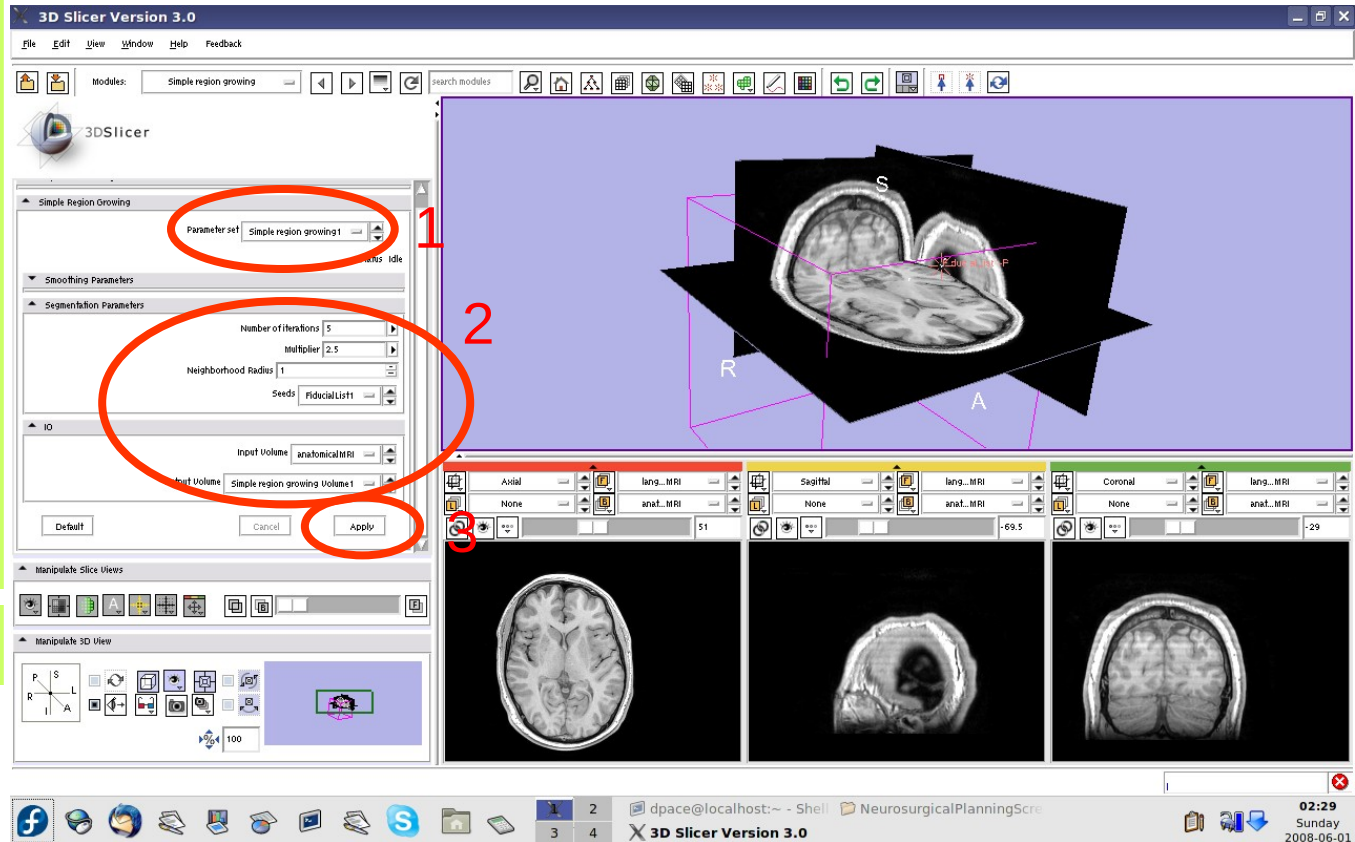 3D Slicer Version 3.0
File Edit View Window Help Feedback
Modules: Simple region growing search modules
3DSlicer
Simple Region Growing
Parameter set Simple region growing1
1
Status Idle
Smoothing Parameters
Segmentation Parameters
2
Number of iterations 5
Multiplier 2.5
Neighborhood Radius 1
Seeds FiducialList1
IO
Input Volume anatomicalMRI
Volume Simple region growing Volume1
Default Cancel Apply
3
S
R
A
Axial lang...MRI
None anat...MRI
51
Sagittal lang...MRI
None anat...MRI
-69.5
Coronal lang...MRI
None anat...MRI
-29
Manipulate Slice Views
Manipulate 3D View
P S
R L
I A
100
1 2
3 4
dpace@localhost:~ - Shell NeurosurgicalPlanningScre
3D Slicer Version 3.0
02:29
Sunday
2008-06-01